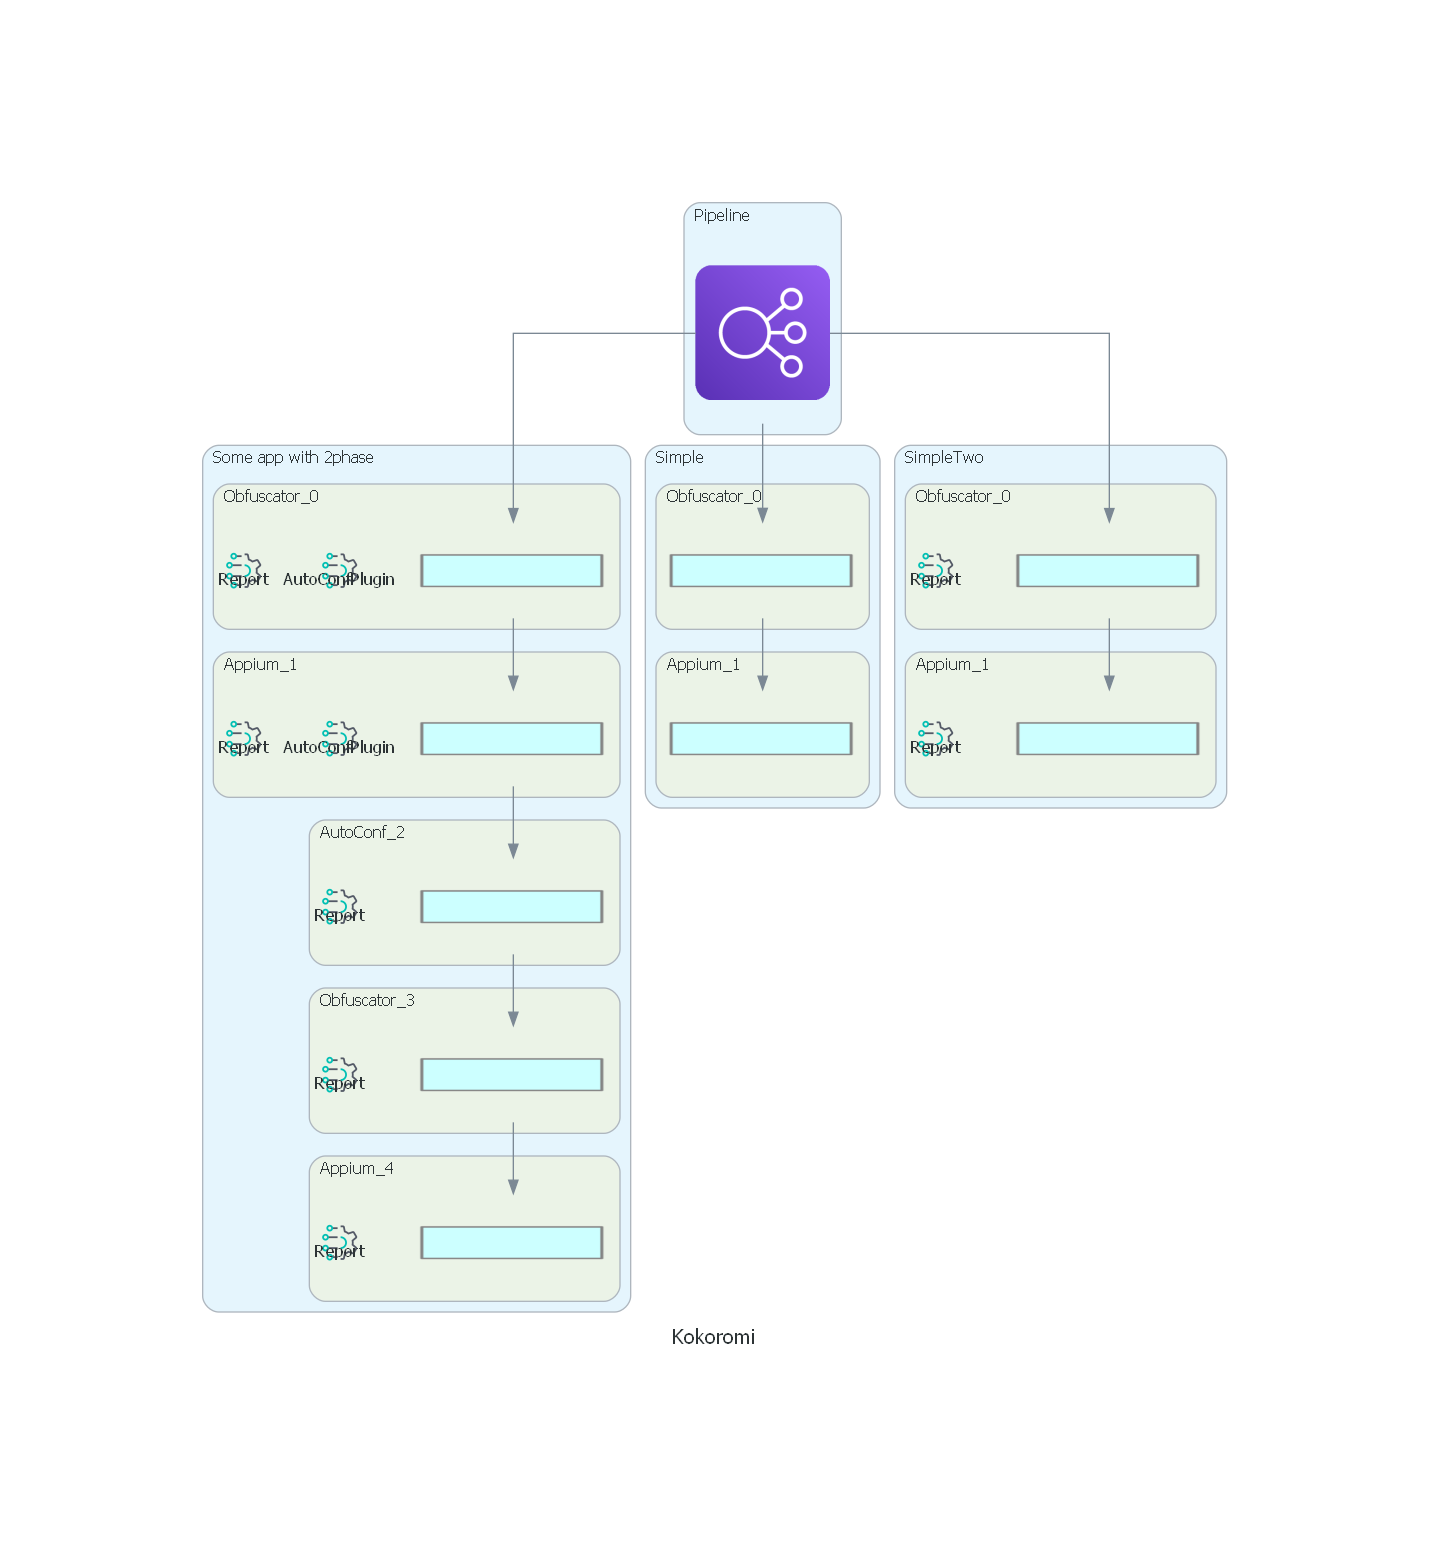 Pipeline
Some app with 2phase
Simple
SimpleTwo
Obfuscator_0
Obfuscator_0
Obfuscator_0
Report
AutoConfPlugin
Report
Appium_1
Appium_1
Appium_1
Report
AutoConfPlugin
Report
AutoConf_2
Report
Obfuscator_3
Report
Appium_4
Report
Kokoromi